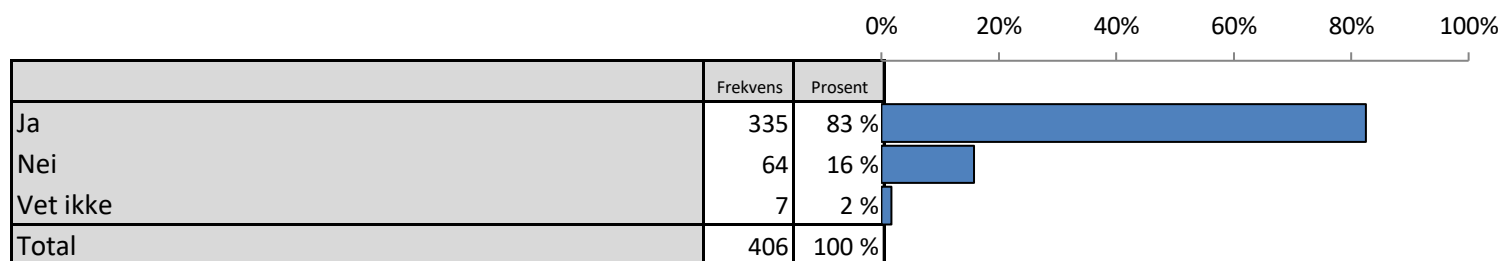 0% 20% 40% 60% 80% 100%
Frekvens Prosent
Ja 335 83 %
Nei 64 16 %
Vet ikke 7 2 %
Total 406 100 %